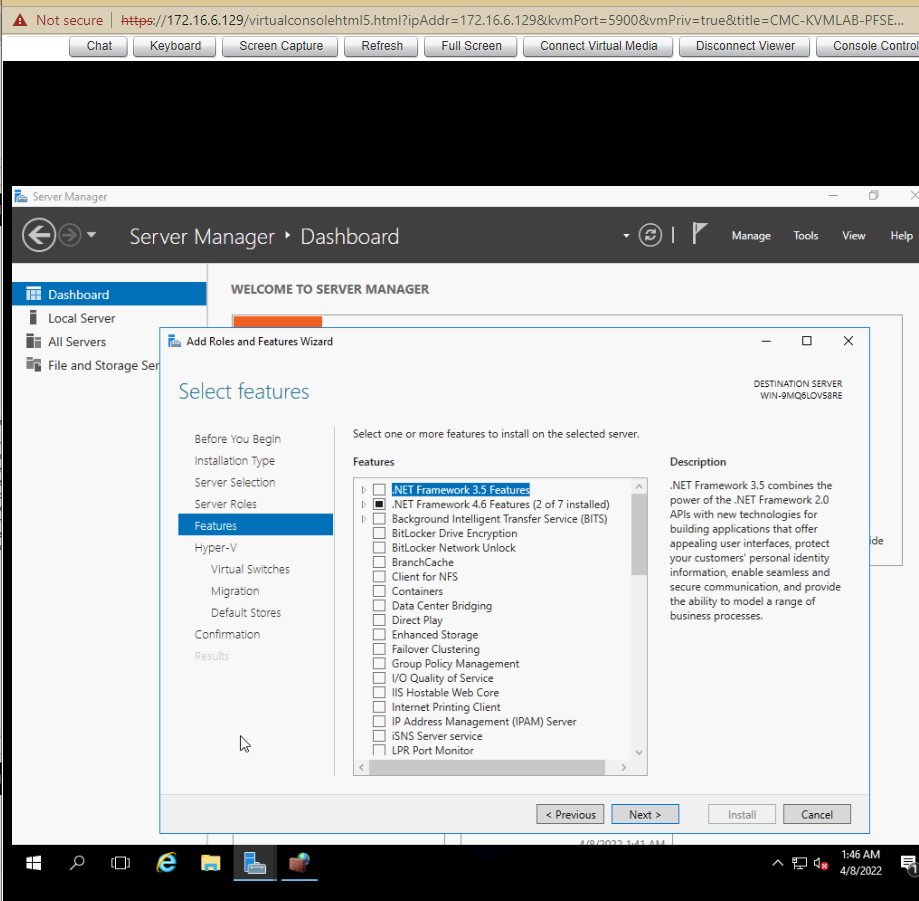 Not secure https://172.16.6.129/virtualconsolehtml5.html?ipAddr=172.16.6.129&kvmPort=5900&vmPriv=true&title=CMC-KVMLAB-PFSE...
Chat Keyboard Screen Capture Refresh Full Screen Connect Virtual Media Disconnect Viewer Console Control
Server Manager
Server Manager ‣ Dashboard
Manage Tools View Help
Dashboard
Local Server
All Servers
File and Storage Ser
WELCOME TO SERVER MANAGER
Add Roles and Features Wizard
Select features
DESTINATION SERVER
WIN-9MQ6LOVS8RE
Before You Begin
Installation Type
Server Selection
Server Roles
Features
Hyper-V
Virtual Switches
Migration
Default Stores
Confirmation
Results
Select one or more features to install on the selected server.
Features
.NET Framework 3.5 Features
.NET Framework 4.6 Features (2 of 7 installed)
Background Intelligent Transfer Service (BITS)
BitLocker Drive Encryption
BitLocker Network Unlock
BranchCache
Client for NFS
Containers
Data Center Bridging
Direct Play
Enhanced Storage
Failover Clustering
Group Policy Management
I/O Quality of Service
IIS Hostable Web Core
Internet Printing Client
IP Address Management (IPAM) Server
iSNS Server service
LPR Port Monitor
Description
.NET Framework 3.5 combines the
power of the .NET Framework 2.0
APIs with new technologies for
building applications that offer
appealing user interfaces, protect
your customers' personal identity
information, enable seamless and
secure communication, and provide
the ability to model a range of
business processes.
ide
< Previous Next > Install Cancel
4/8/2022 1:41 AM
1:46 AM
4/8/2022
1